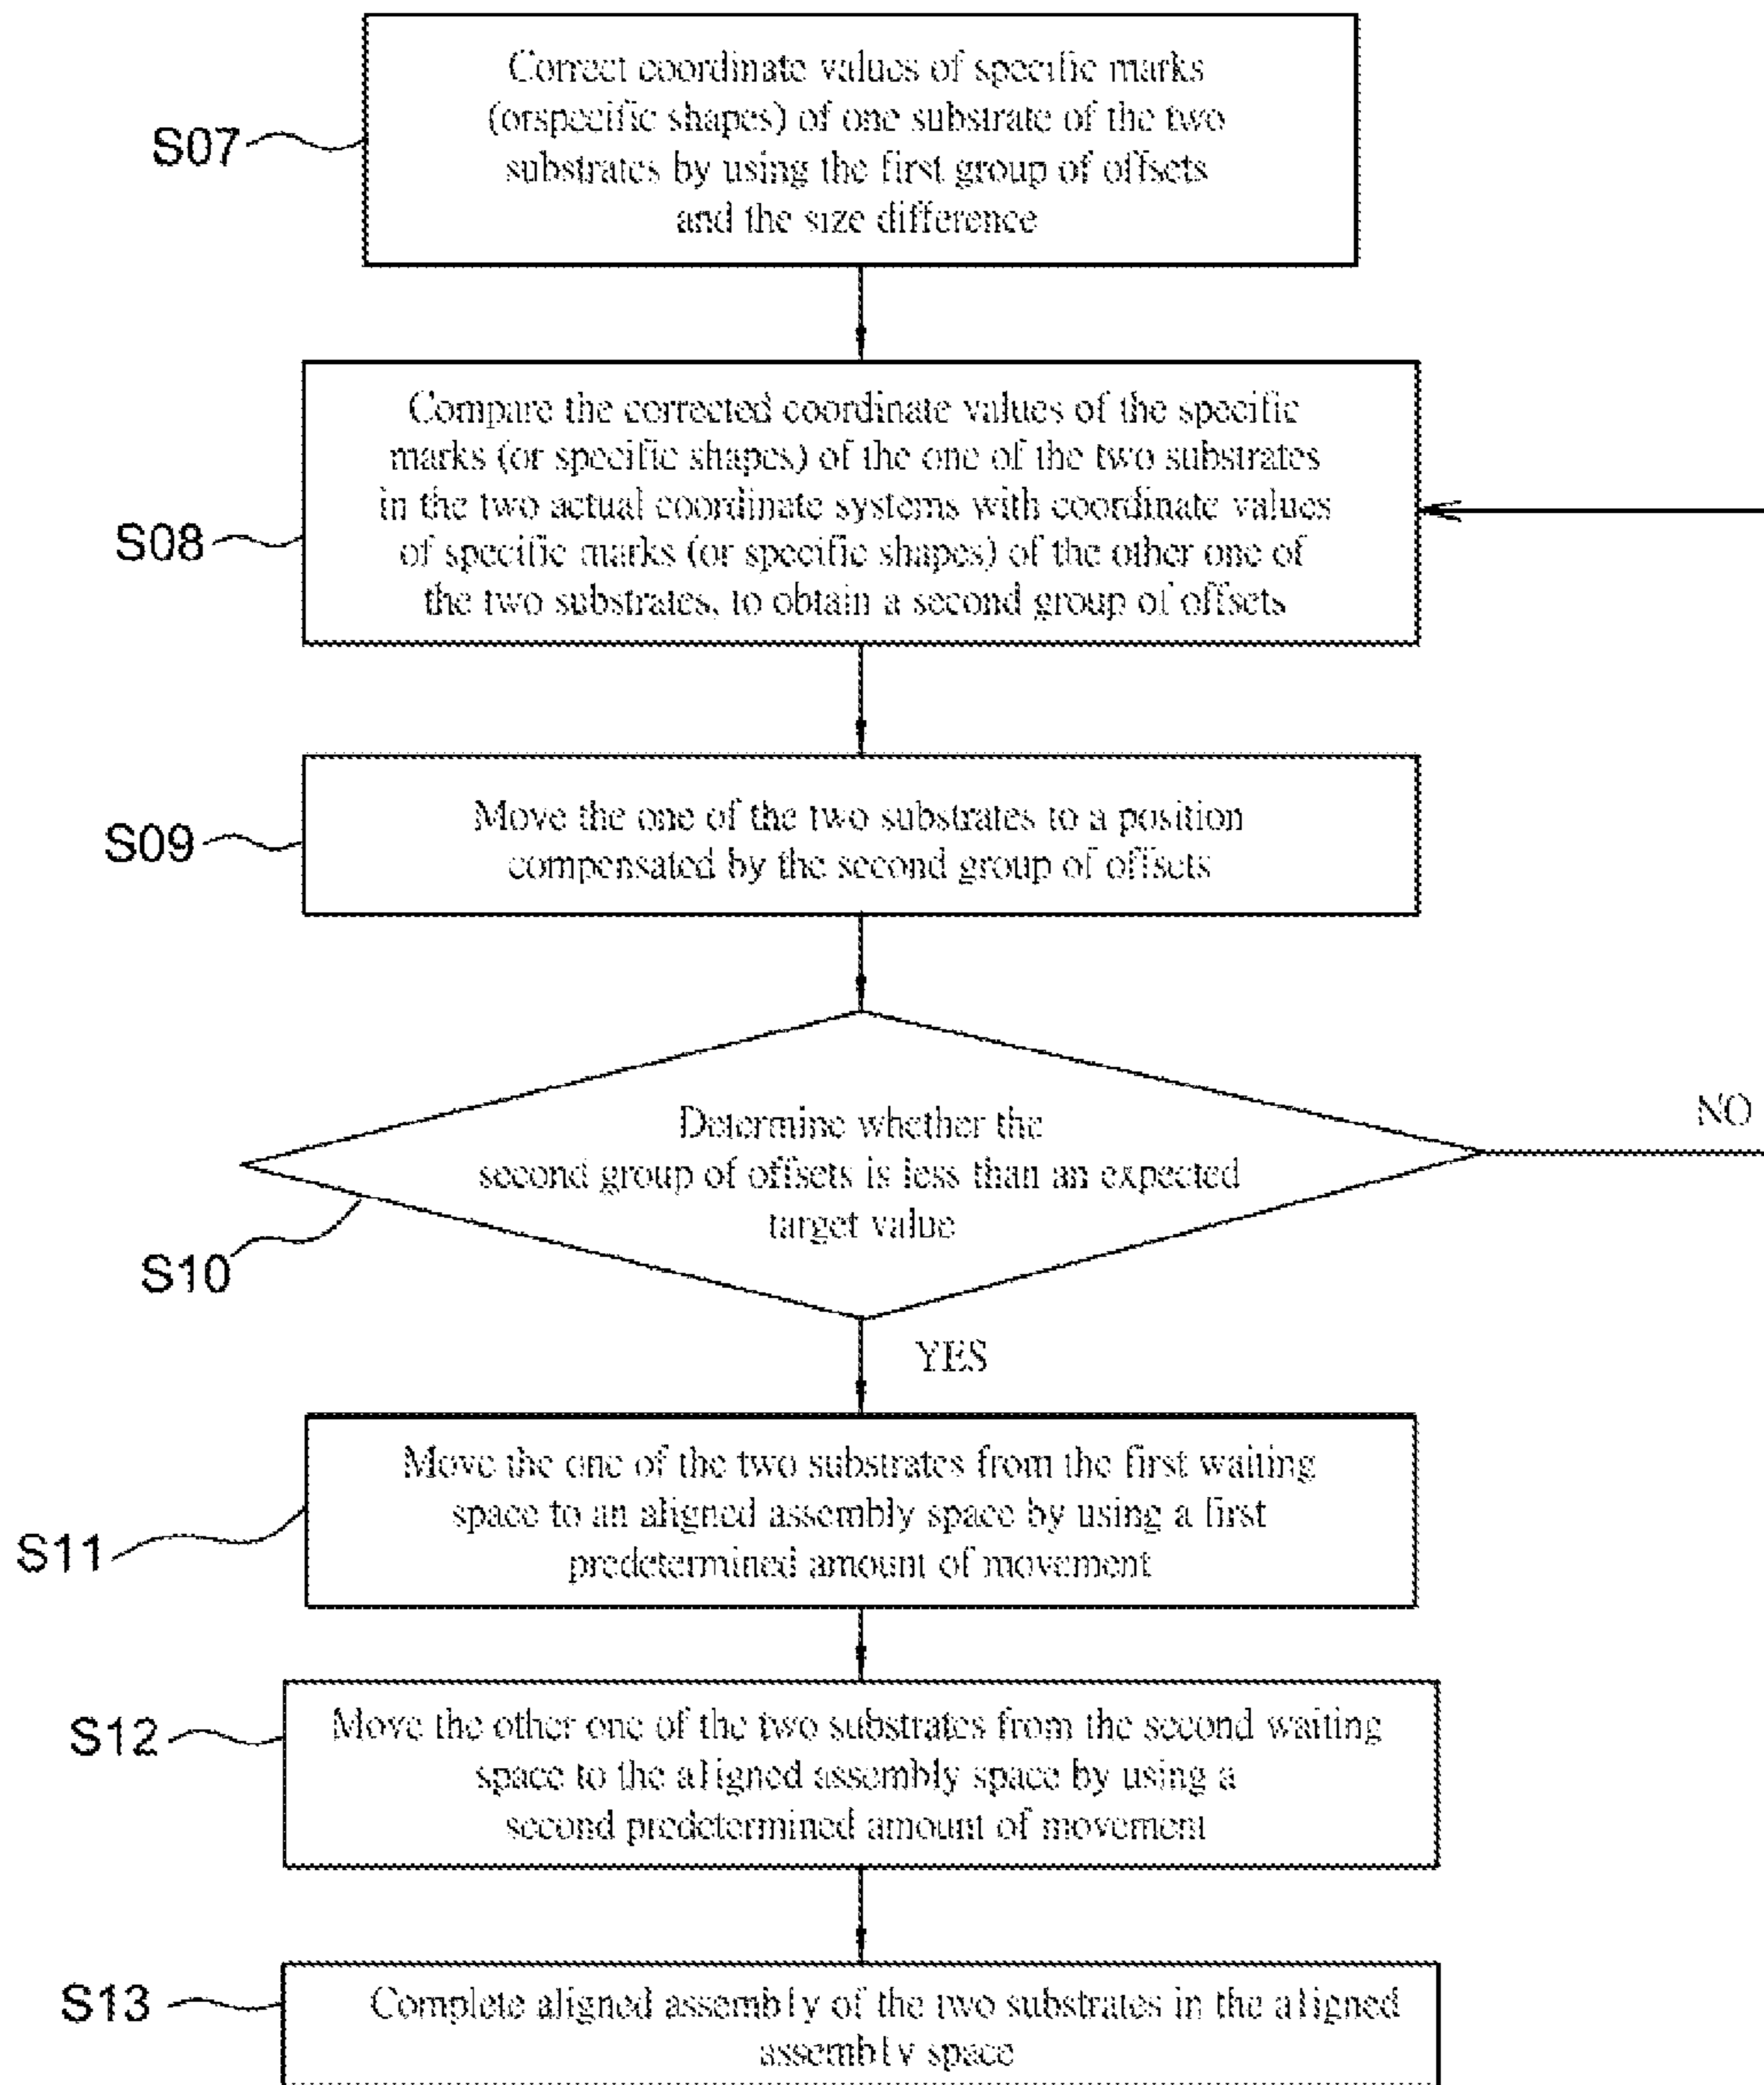 Correct coordinate values of specific marks
(orspecific shapes) of one substrate of the two
substrates by using the first group of offsets
and the size difference
S07
Compare the corrected coordinate values of the specific
marks (or specific shapes) of the one of the two substrates
in the two actual coordinate systems with coordinate values
of specific marks (or specific shapes) of the other one of
the two substrates, to obtain a second group of offsets
S08
Move the one of the two substrates to a position
compensated by the second group of offsets
S09
Determine whether the
second group of offsets is less than an expected
target value
NO
S10
YES
Move the one of the two substrates from the first waiting
space to an aligned assembly space by using a first
predetermined amount of movement
S11
Move the other one of the two substrates from the second waiting
space to the aligned assembly space by using a
second predetermined amount of movement
S12
Complete aligned assembly of the two substrates in the aligned
assembly space
S13